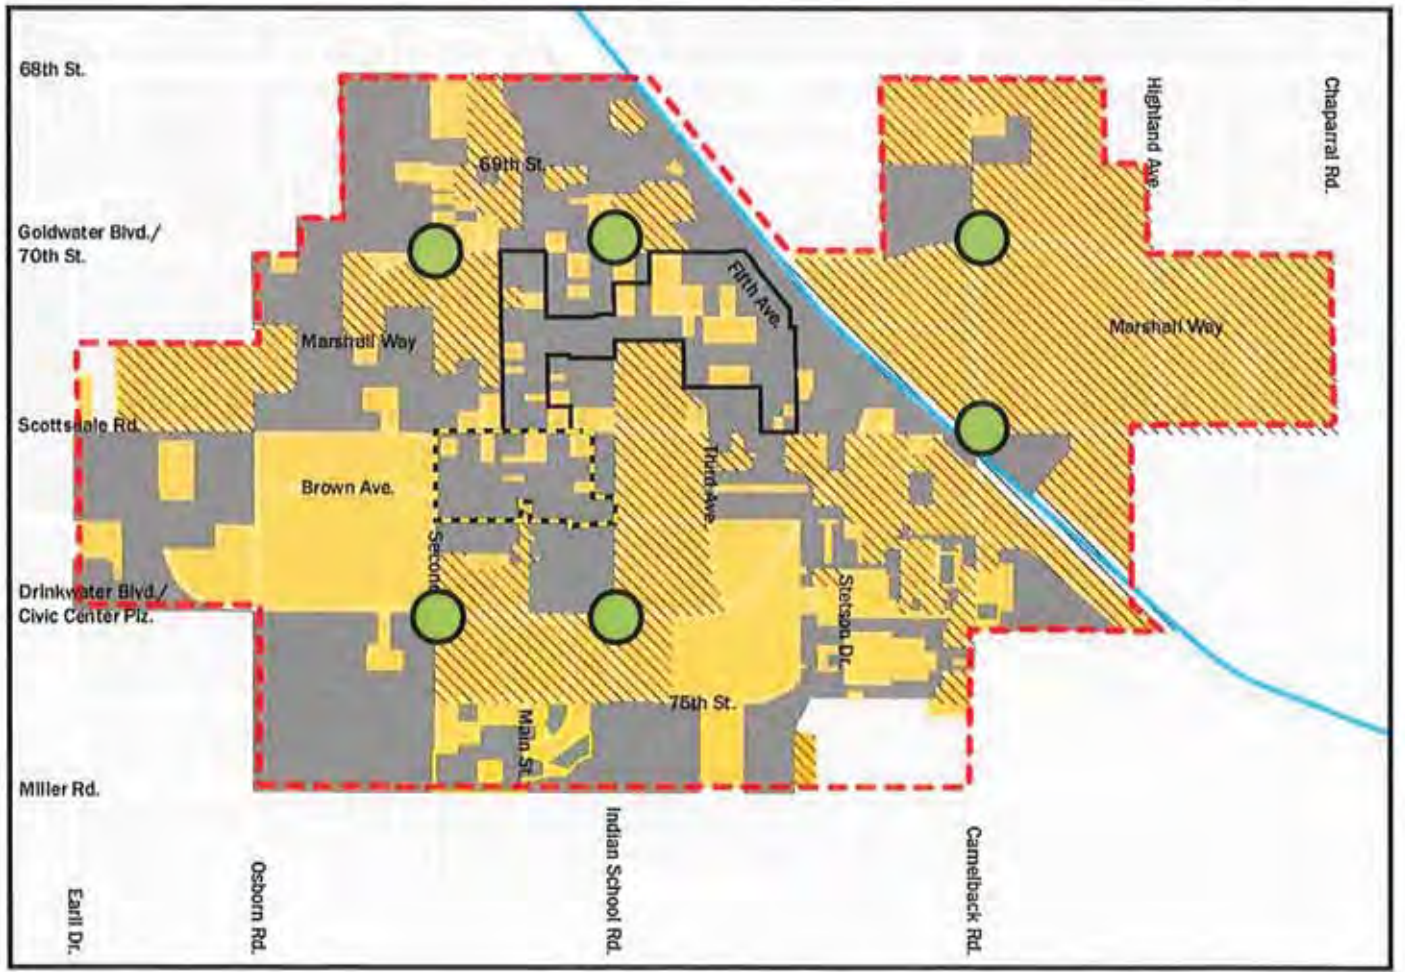 68th St.
Highland Ave
Chaparral Rd.
69th St.
Goldwater Blvd./
70th St.
Fifth Ave.
Marshall Way
Marshall Way
Scottsdale Rd.
Third Ave.
Brown Ave.
Second
Drinkwater Blvd./
Civic Center Plz.
Stetson Dr.
75th St.
Main St.
Miller Rd.
Indian School Rd.
Camelback Rd.
Osborn Rd.
Earll Dr.